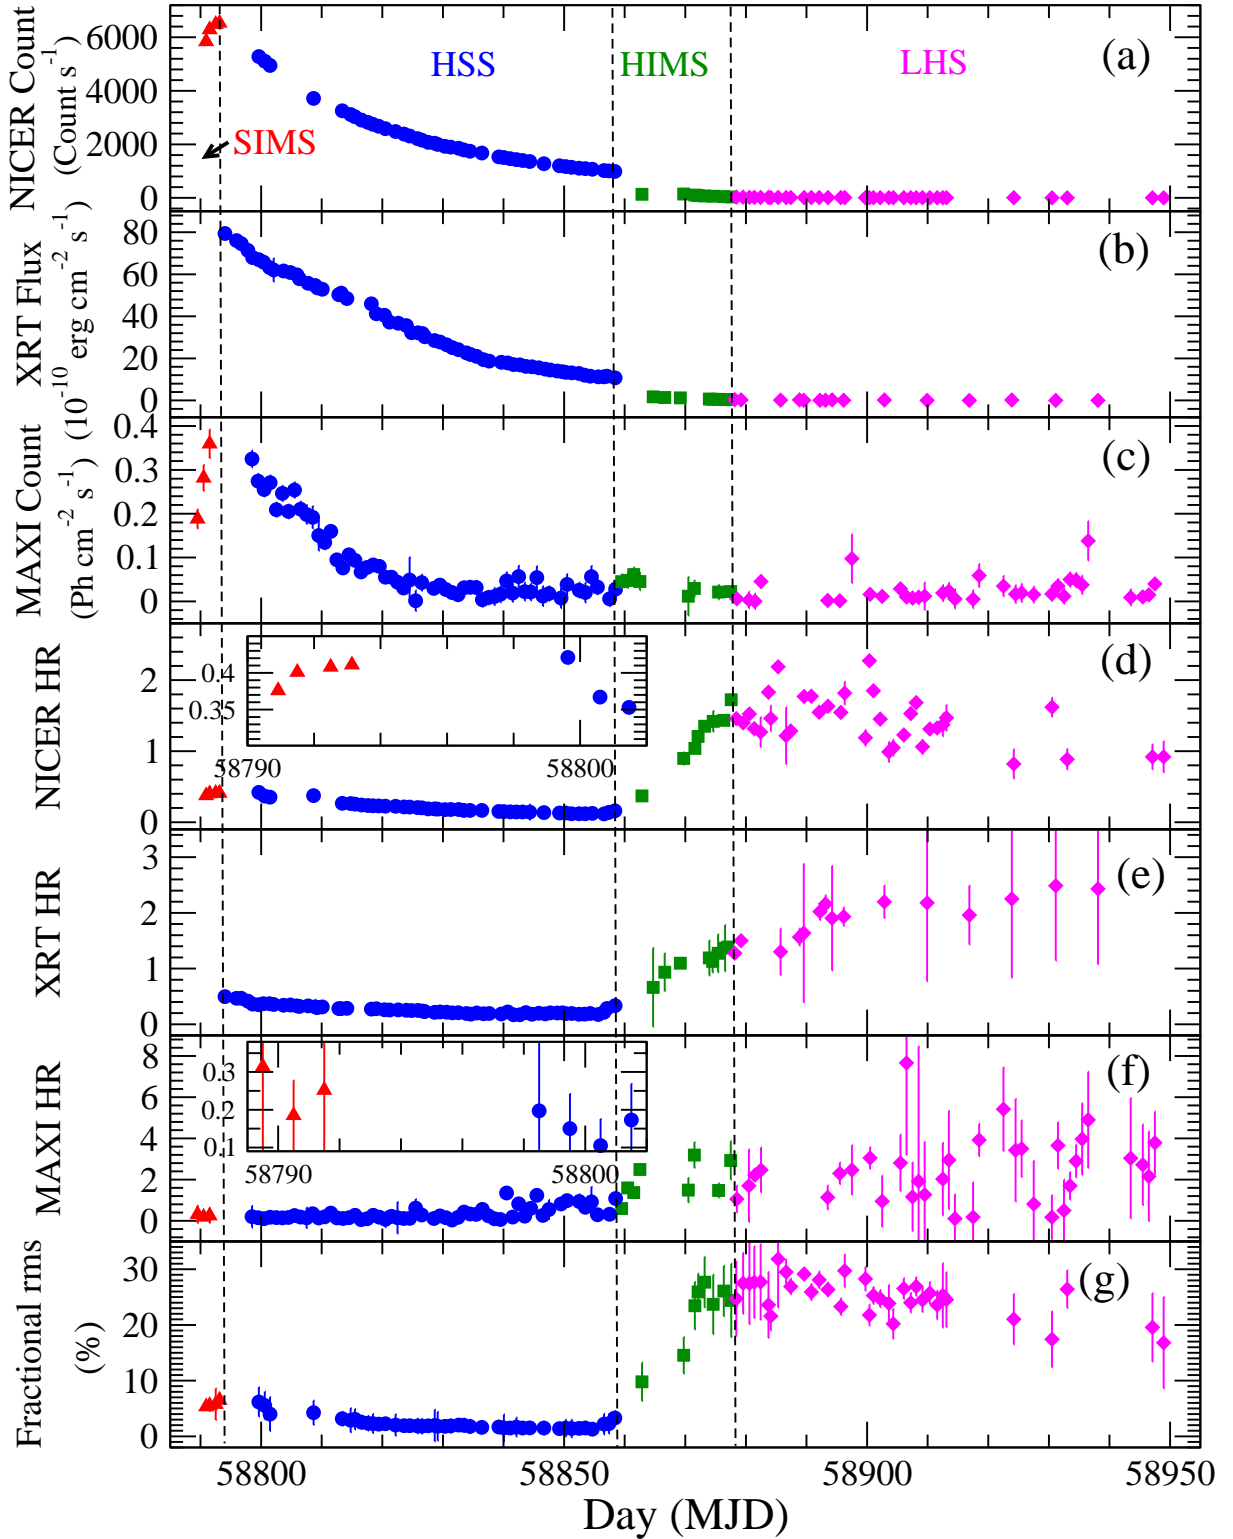 NICER Count
(Count s-1)
6000
4000
2000
0
HSS
HIMS
LHS
(a)
SIMS
XRT Flux
(10-10 erg cm-2 s-1)
80
60
40
20
0
(b)
MAXI Count
(Ph cm-2 s-1)
0.4
0.3
0.2
0.1
0
(c)
NICER HR
2
1
0
0.4
0.35
58790
58800
(d)
XRT HR
3
2
1
0
(e)
MAXI HR
8
6
4
2
0
0.3
0.2
0.1
58790
58800
(f)
Fractional rms
(%)
30
20
10
0
(g)
58800
58850
58900
58950
Day (MJD)